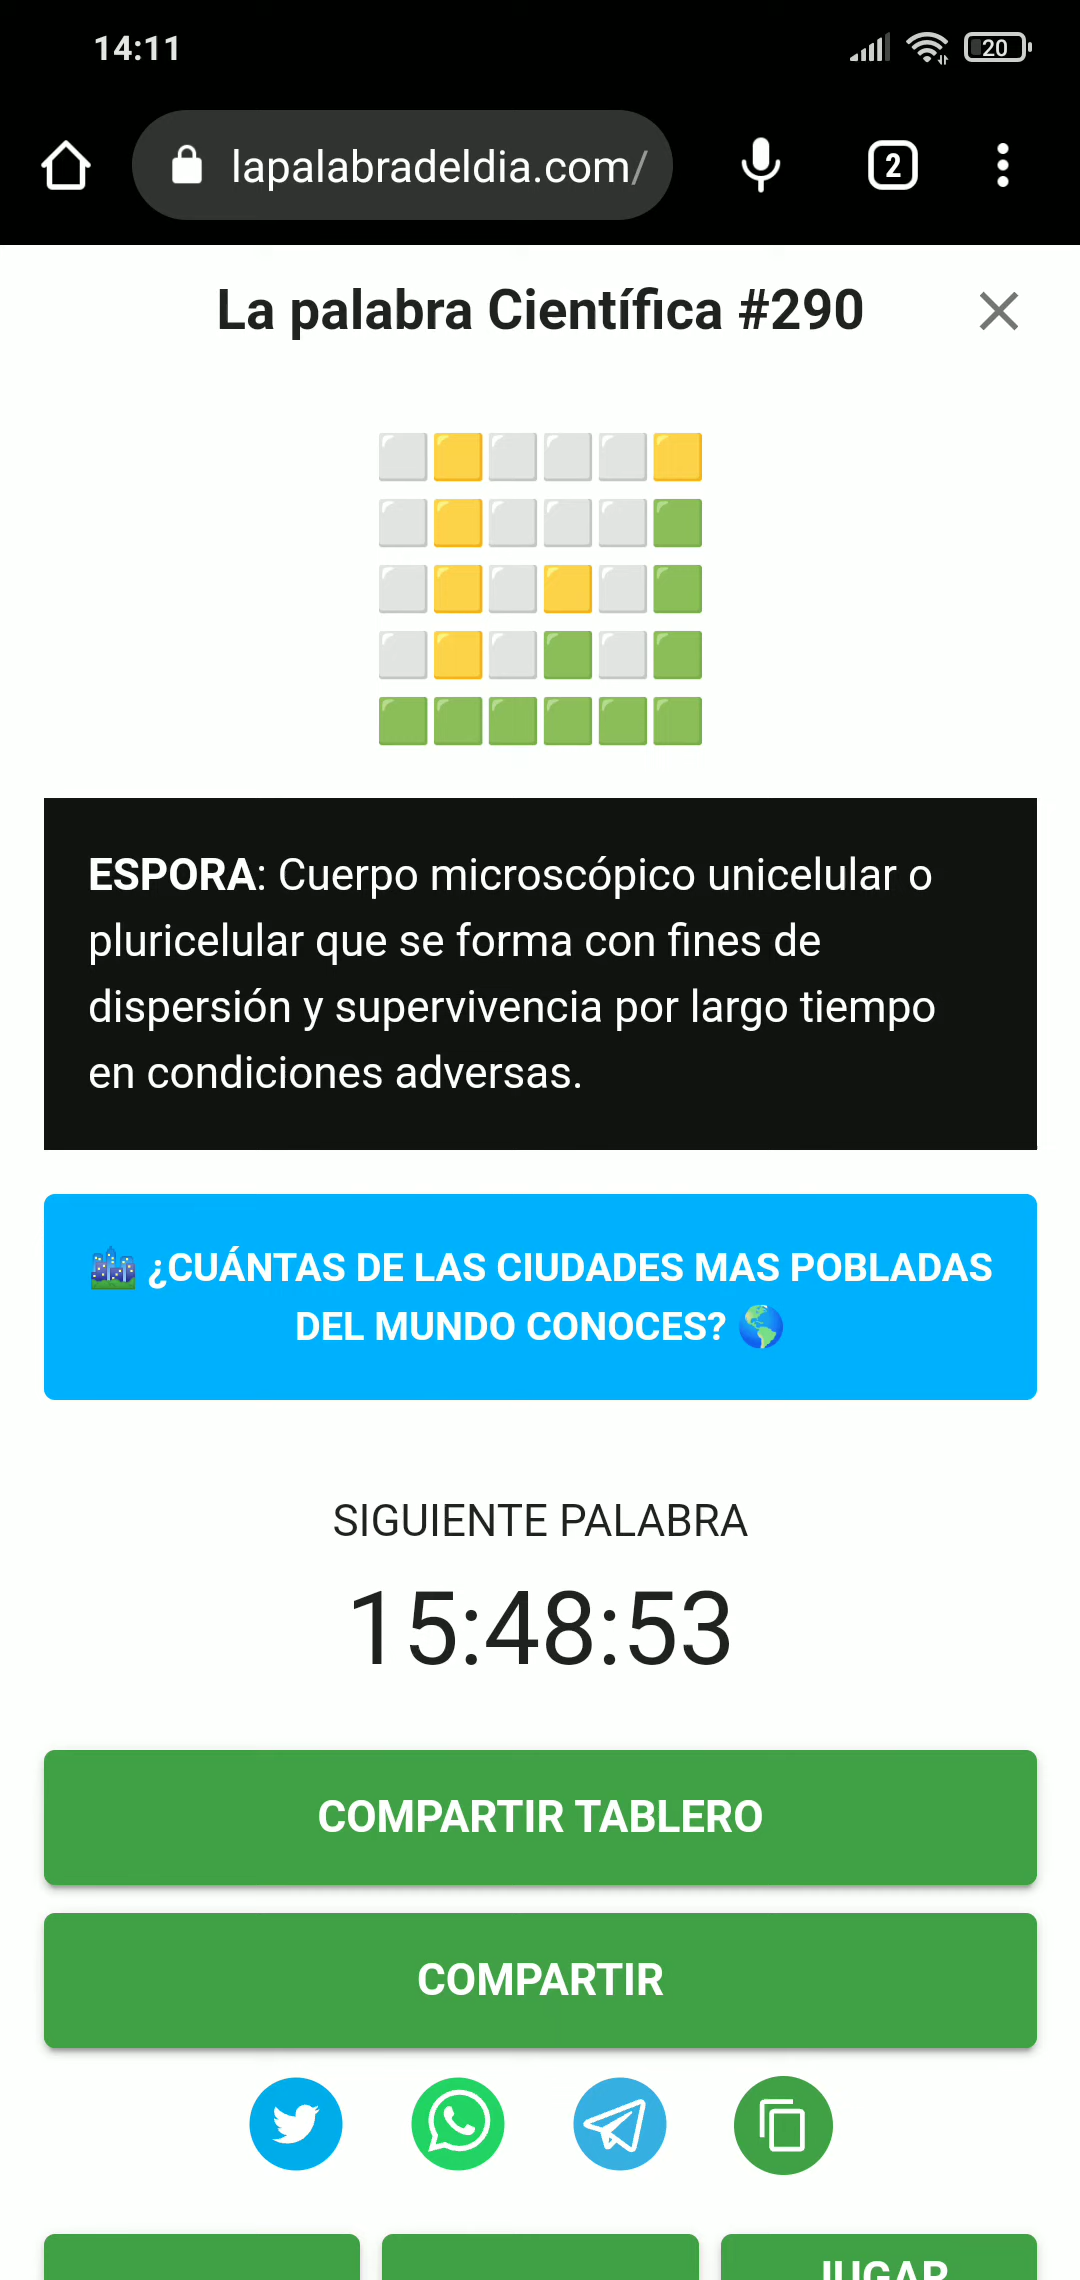 14:11
20
lapalabradeldia.com/
2
La palabra Científica #290
ESPORA: Cuerpo microscópico unicelular o
pluricelular que se forma con fines de
dispersión y supervivencia por largo tiempo
en condiciones adversas.
¿CUÁNTAS DE LAS CIUDADES MAS POBLADAS
DEL MUNDO CONOCES?
SIGUIENTE PALABRA
15:48:53
COMPARTIR TABLERO
COMPARTIR
JUGAR